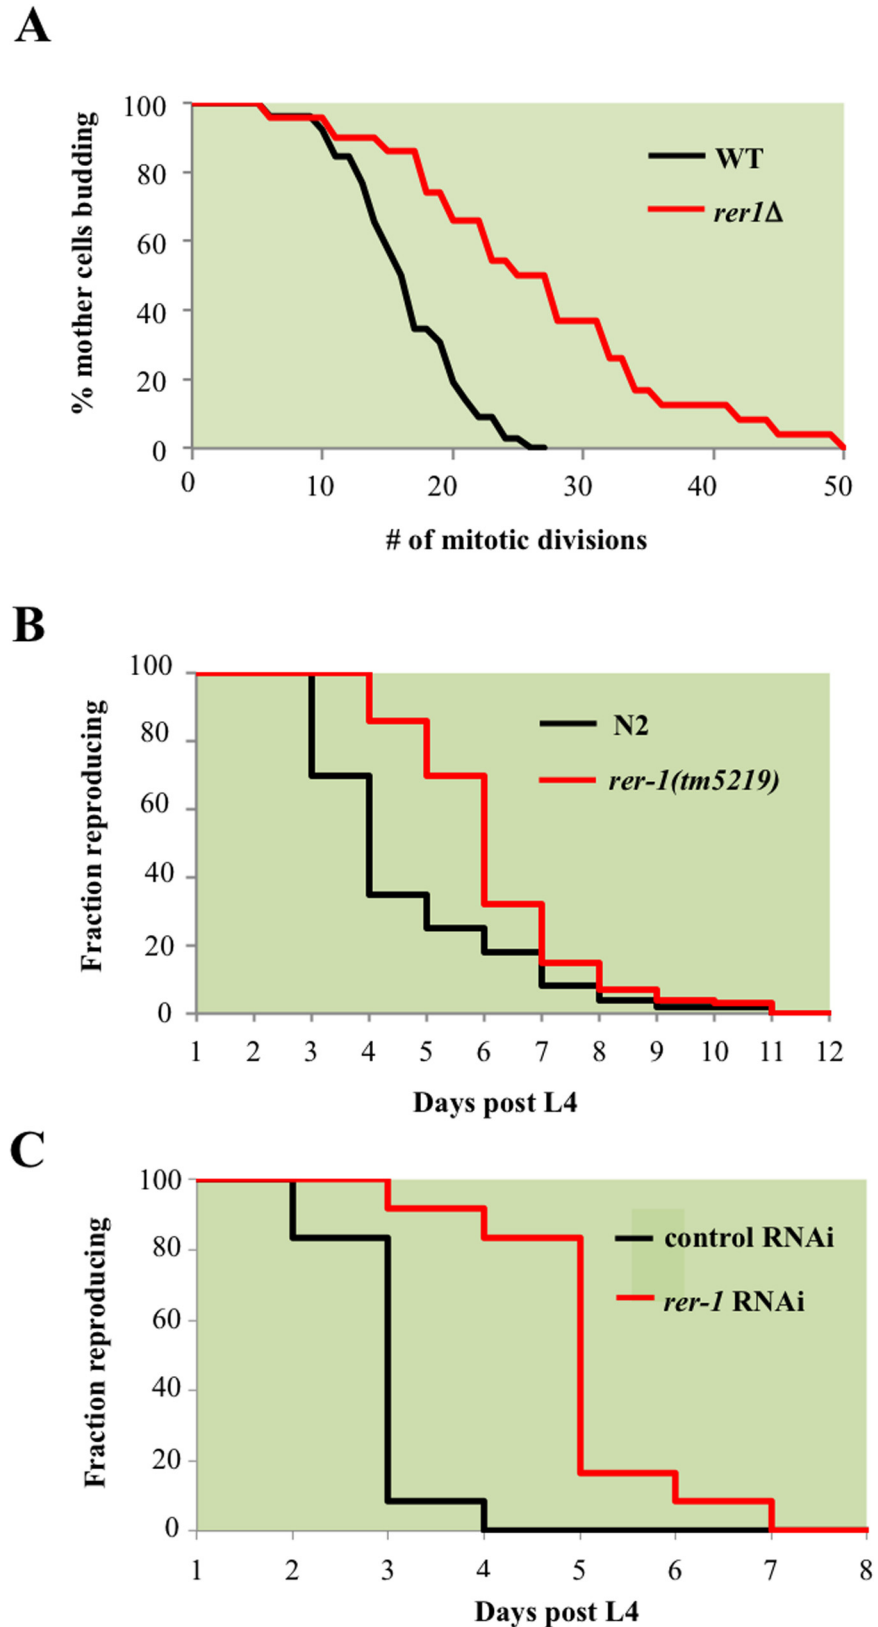 A
% mother cells budding
100
80
60
40
20
0
WT
rer1Δ
0 10 20 30 40 50
# of mitotic divisions
B
Fraction reproducing
100
80
60
40
20
0
N2
rer-1(tm5219)
1 2 3 4 5 6 7 8 9 10 11 12
Days post L4
C
Fraction reproducing
100
80
60
40
20
0
control RNAi
rer-1 RNAi
1 2 3 4 5 6 7 8
Days post L4